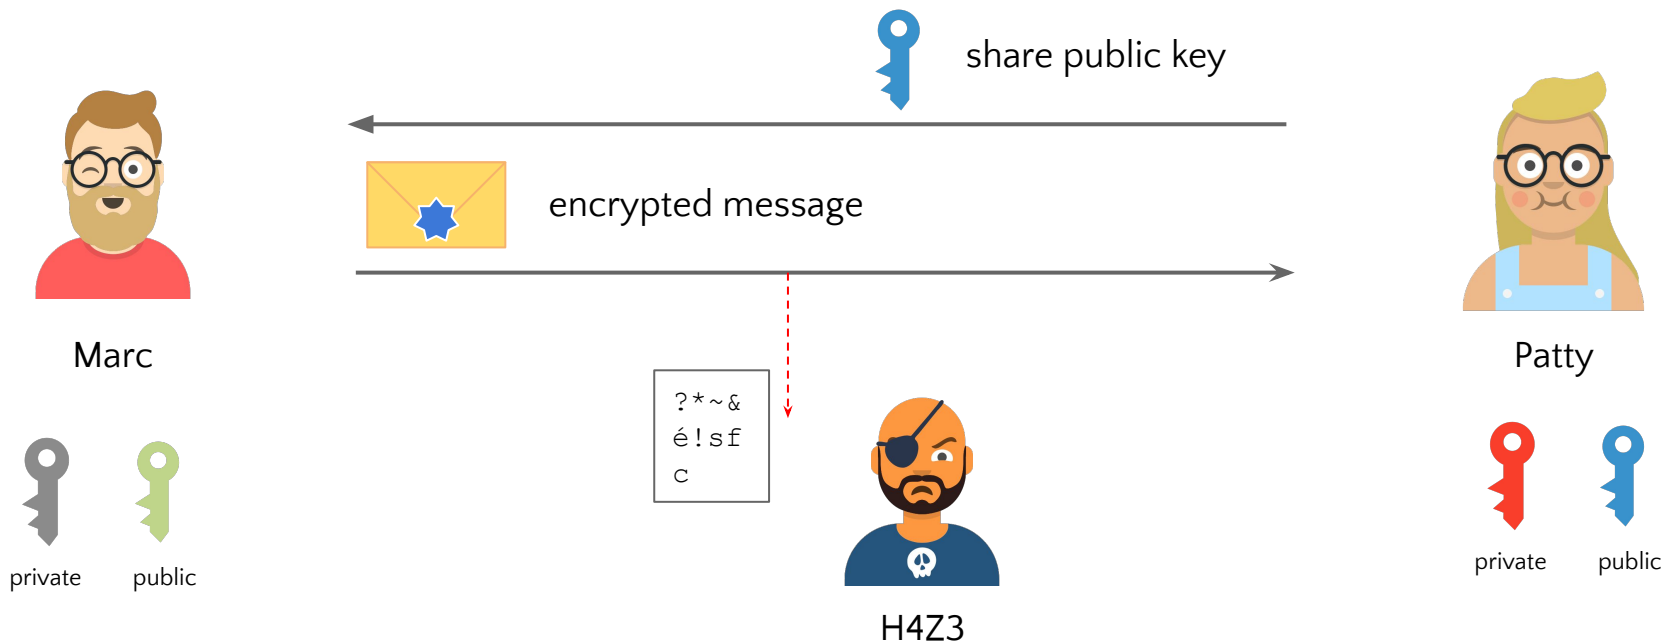 share public key
encrypted message
Marc
Patty
?*~&
é!sf
c
private
public
private
public
H4Z3